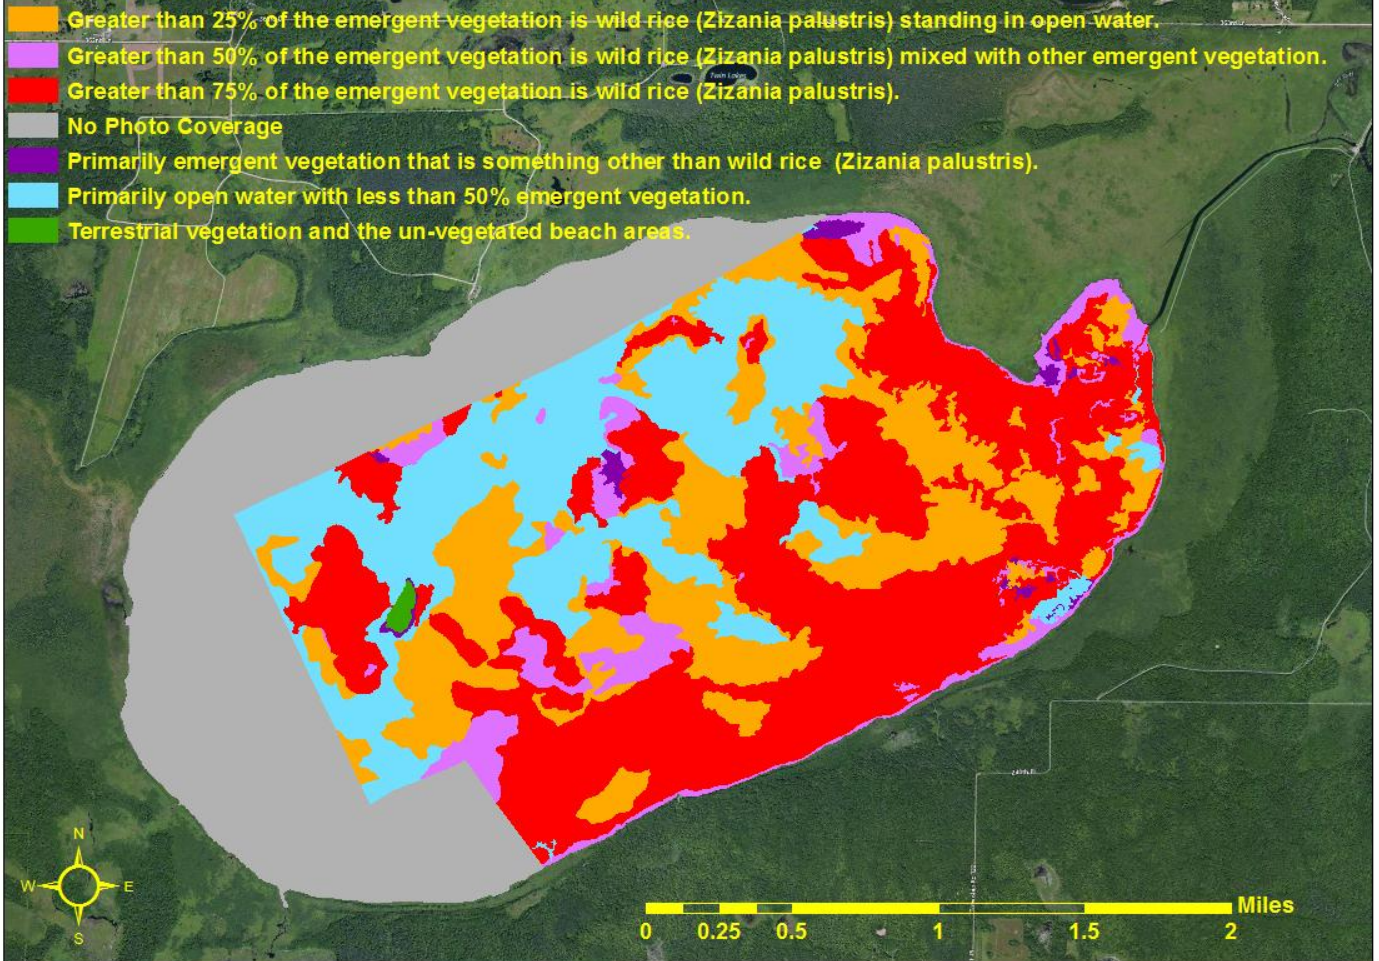 Greater than 25% of the emergent vegetation is wild rice (Zizania palustris) standing in open water.
Greater than 50% of the emergent vegetation is wild rice (Zizania palustris) mixed with other emergent vegetation.
Twin Lakes
Greater than 75% of the emergent vegetation is wild rice (Zizania palustris).
No Photo Coverage
Primarily emergent vegetation that is something other than wild rice (Zizania palustris).
Primarily open water with less than 50% emergent vegetation.
Terrestrial vegetation and the un-vegetated beach areas.
N
W E
S
Miles
0 0.25 0.5 1 1.5 2